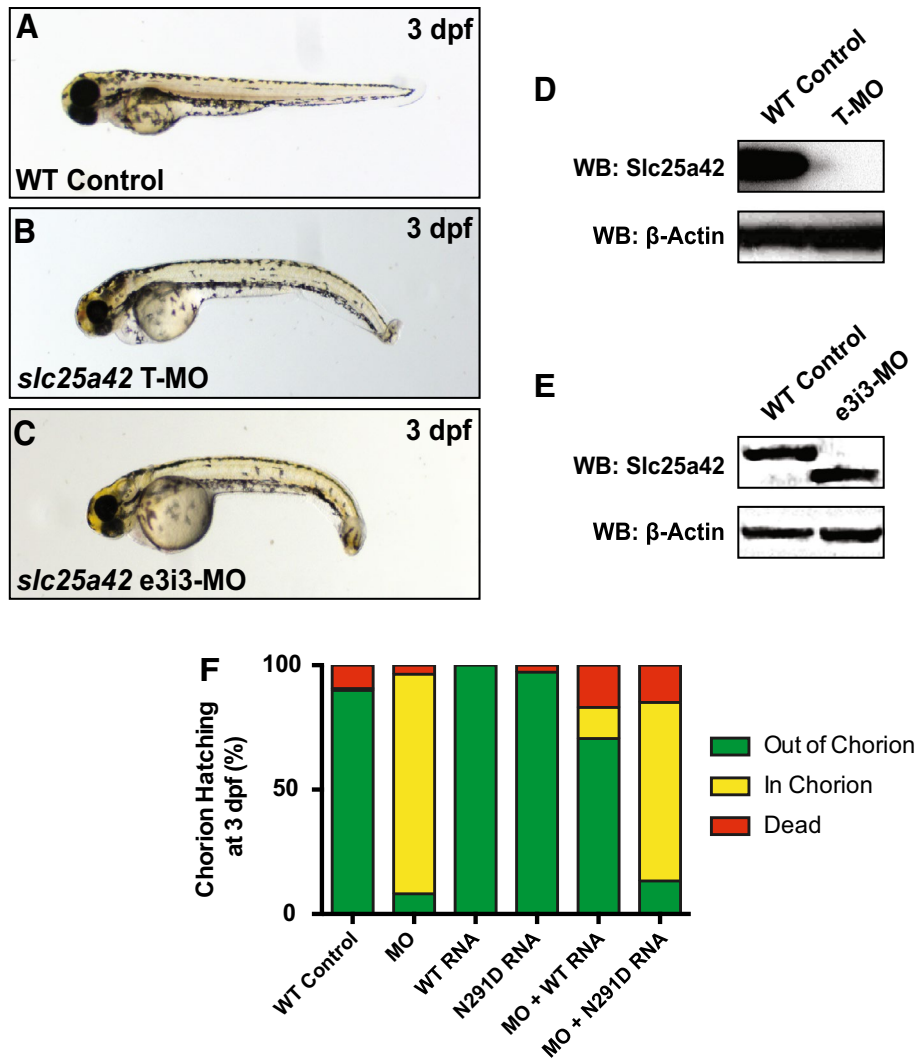 A
3 dpf
WT Control
B
3 dpf
slc25a42 T-MO
C
3 dpf
slc25a42 e3i3-MO
D
WT Control
T-MO
WB: Slc25a42
WB: β-Actin
E
WT Control
e3i3-MO
WB: Slc25a42
WB: β-Actin
F
Chorion Hatching
at 3 dpf (%)
100
50
0
WT Control
MO
WT RNA
N291D RNA
MO + WT RNA
MO + N291D RNA
Out of Chorion
In Chorion
Dead